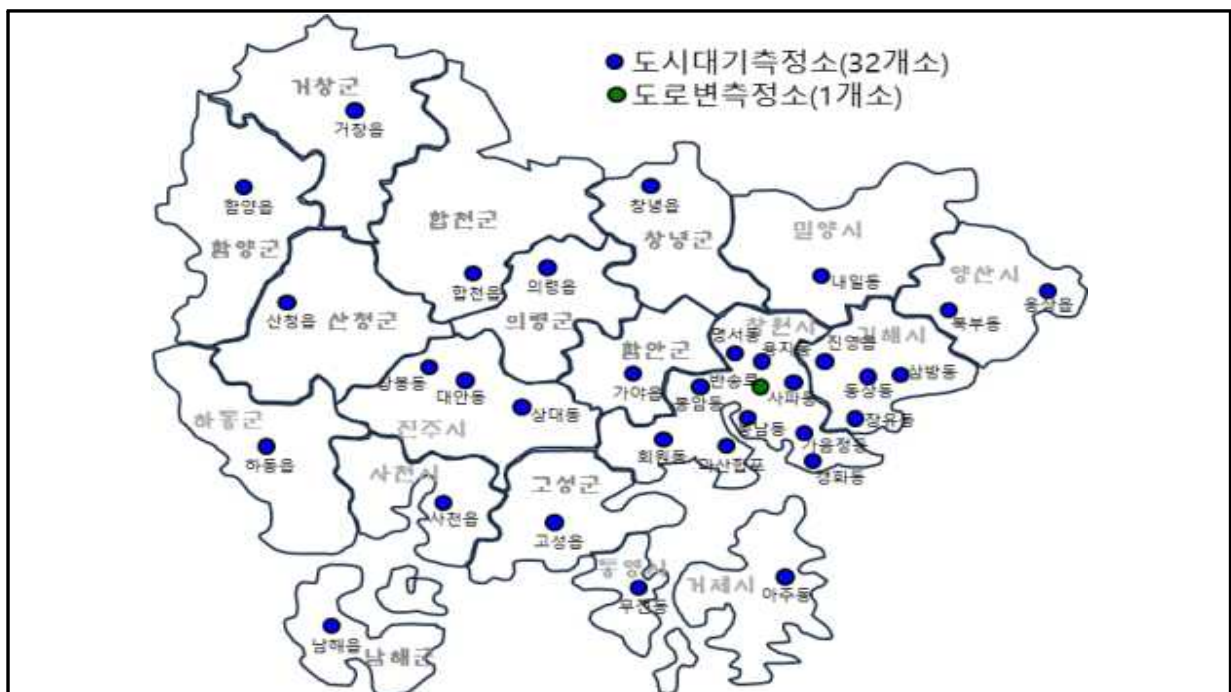 도시대기측정소(32개소)
도로변측정소(1개소)
거창군
거창읍
함양읍
함양군
합천군
합천읍
창녕읍
창녕군
밀양시
내일동
양산시
웅상읍
북부동
산청읍
산청군
의령읍
의령군
함안군
가야읍
창원시
명서동
용지동
반송로
사파동
봉암동
회원동
마산합포
가음정동
경화동
김해시
진영읍
동상동
삼방동
장유동
대안동
상대동
진주시
하동군
하동읍
사천시
사천읍
고성군
고성읍
통영시
무전동
거제시
아주동
남해읍
남해군